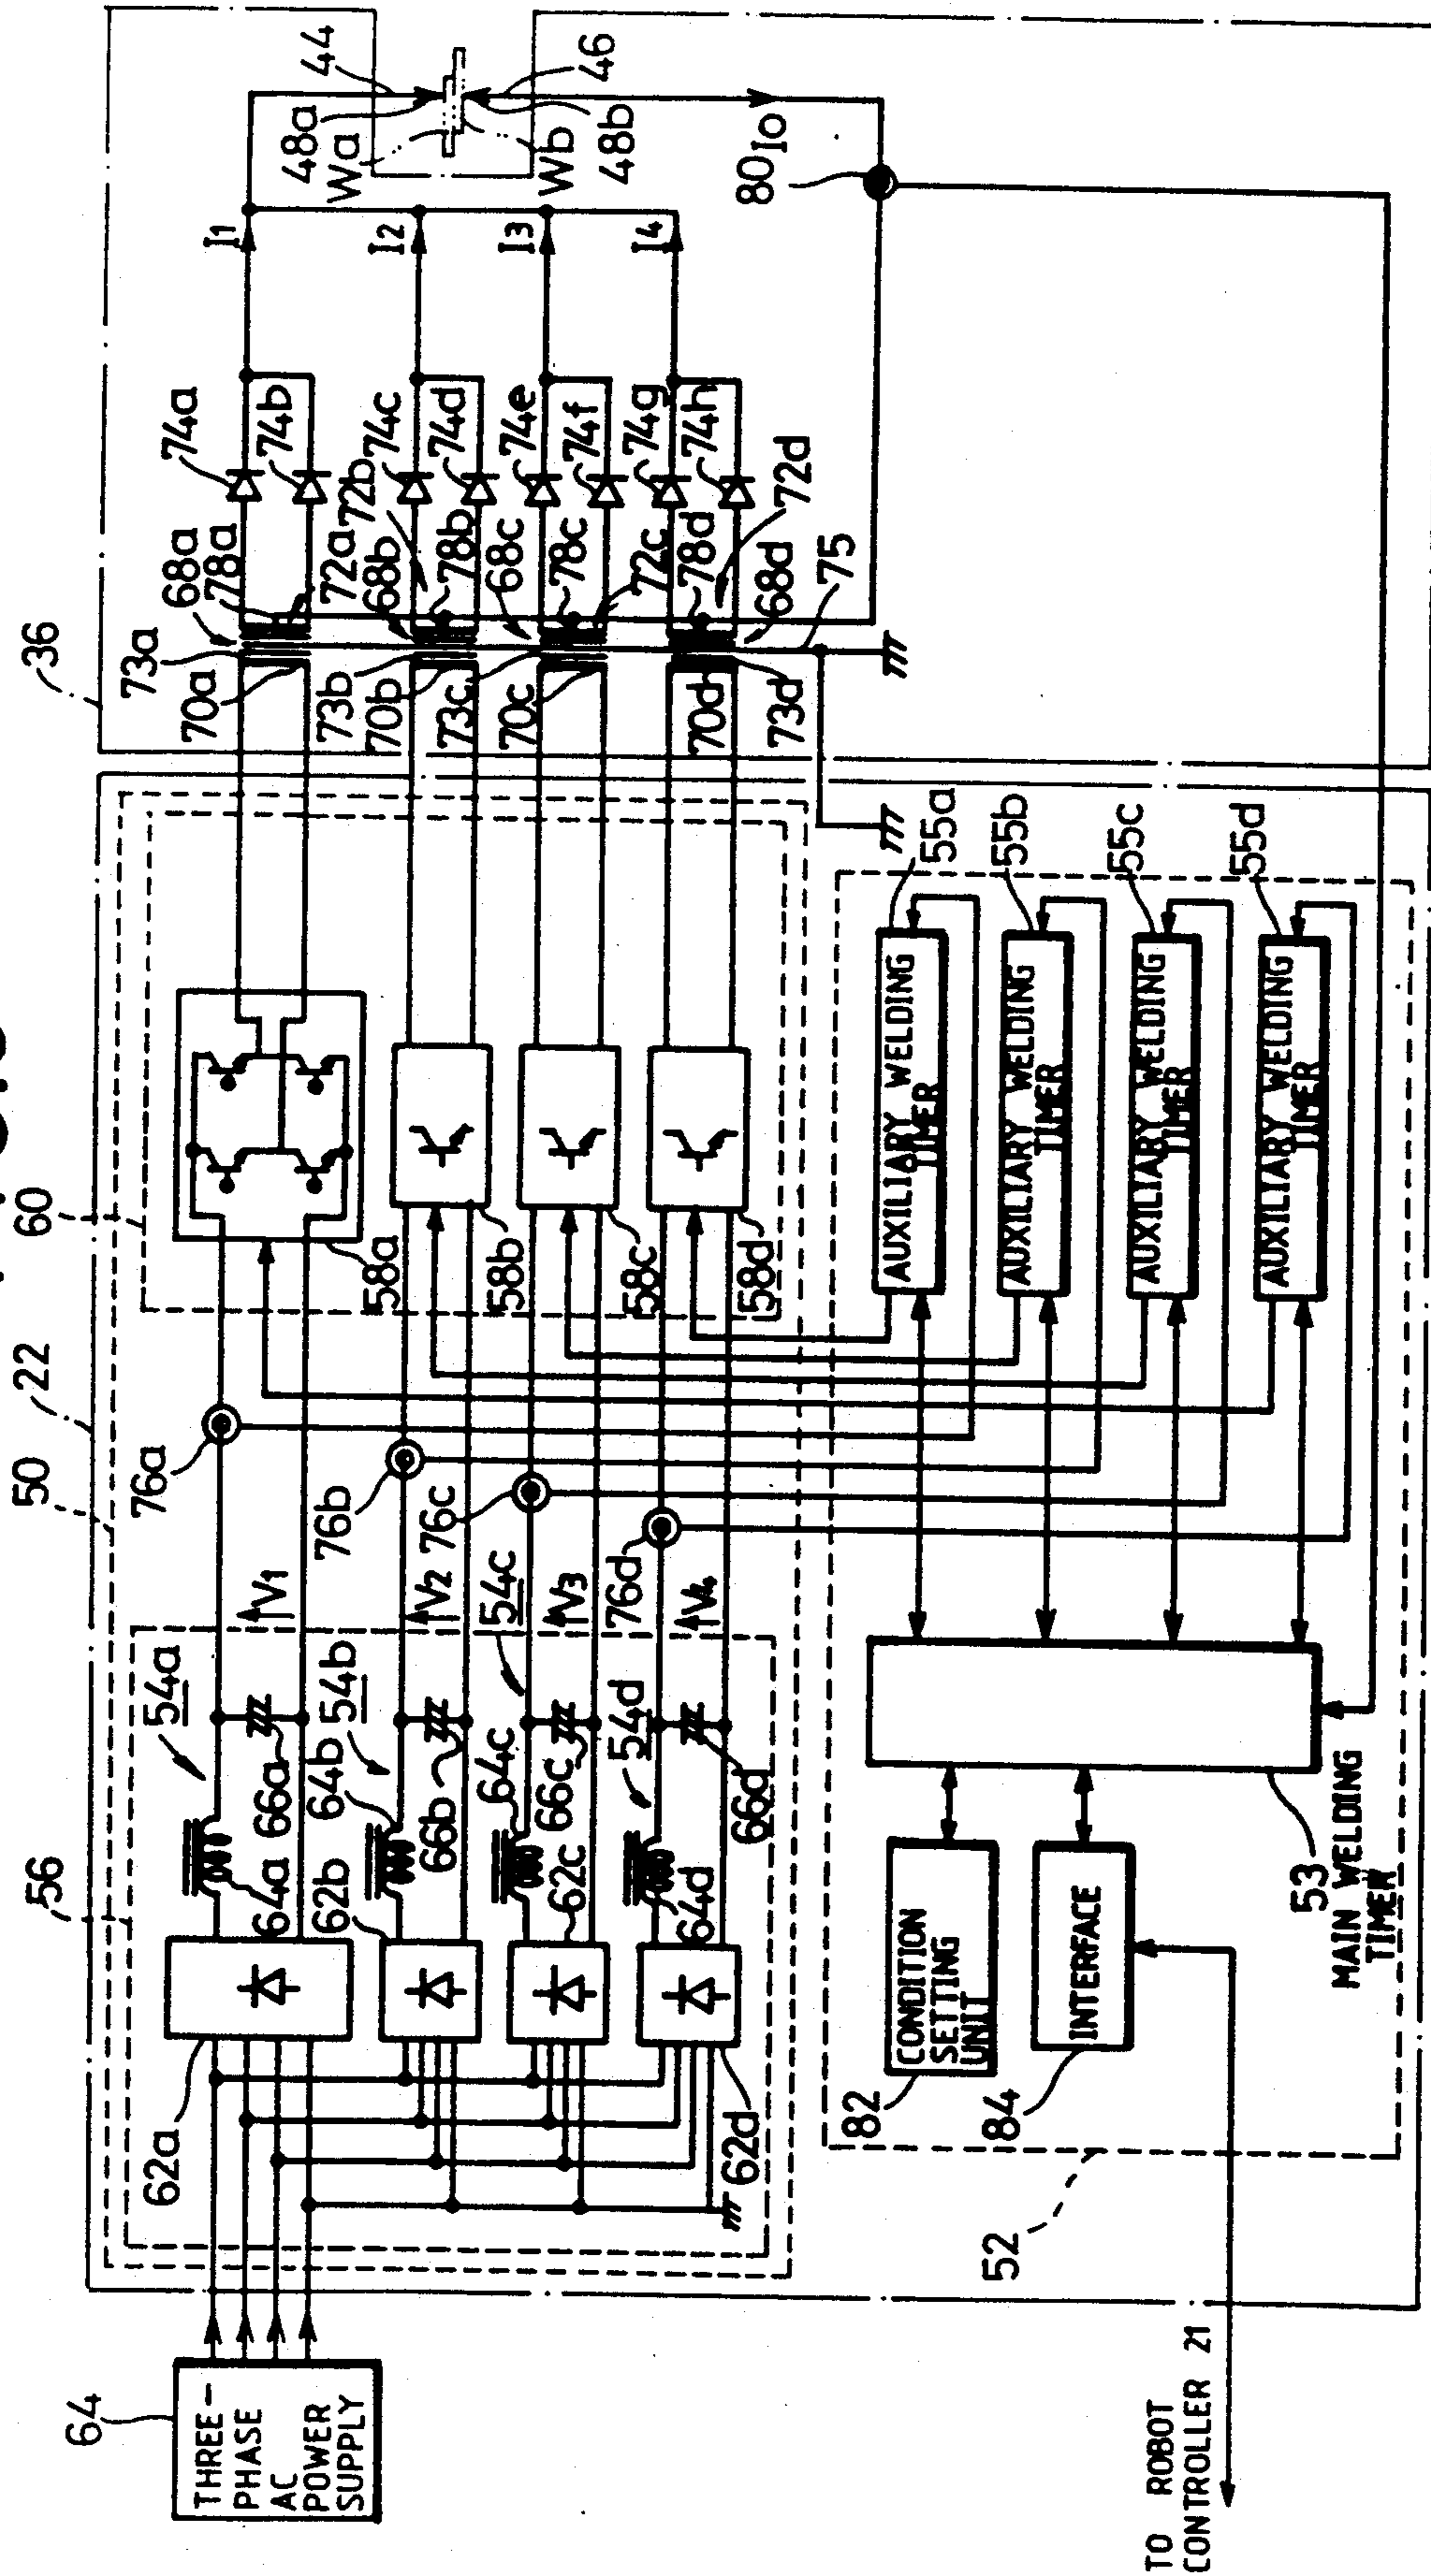 50
22
60
56
36
64
THREE-
PHASE
AC
POWER
SUPPLY
62a
64a
66a
54a
V1
76a
58a
73a
70a
68a
78a
72a
74a
74b
I1
44
48a
Wa
Wb
48b
46
62b
64b
66b
54b
V2
76b
58b
73b
70b
68b
72b
78b
74c
74d
I2
62c
64c
66c
54c
V3
76c
58c
73c
70c
68c
78c
72c
74e
74f
I3
62d
64d
66d
54d
V4
76d
58d
70d
73d
68d
78d
72d
74g
74h
I4
75
80
I0
82
CONDITION
SETTING
UNIT
84
INTERFACE
53
MAIN WELDING
TIMER
AUXILIARY WELDING
TIMER
55a
AUXILIARY WELDING
TIMER
55b
AUXILIARY WELDING
TIMER
55c
AUXILIARY WELDING
TIMER
55d
52
TO ROBOT
CONTROLLER 21